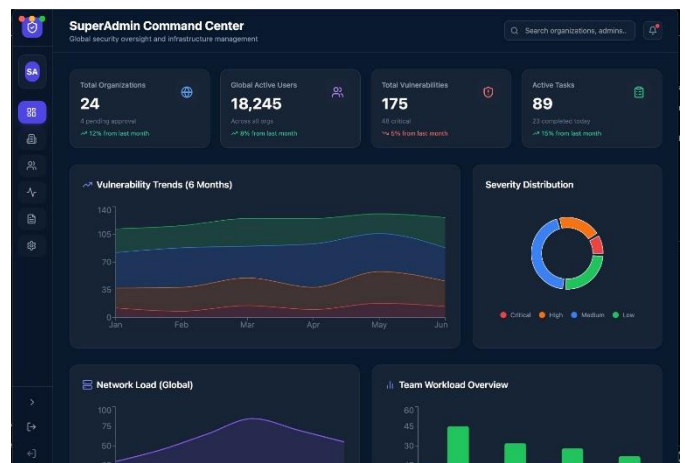 SuperAdmin Command Center
Global security oversight and infrastructure management
Search organizations, admins..
SA
Total Organizations
24
4 pending approval
12% from last month
Global Active Users
18,245
Across all orgs
8% from last month
Total Vulnerabilities
175
48 critical
5% from last month
Active Tasks
89
23 completed today
15% from last month
Vulnerability Trends (6 Months)
140
105
70
35
0
Jan Feb Mar Apr May Jun
Severity Distribution
Critical High Medium Low
Network Load (Global)
100
75
50
Team Workload Overview
60
45
30